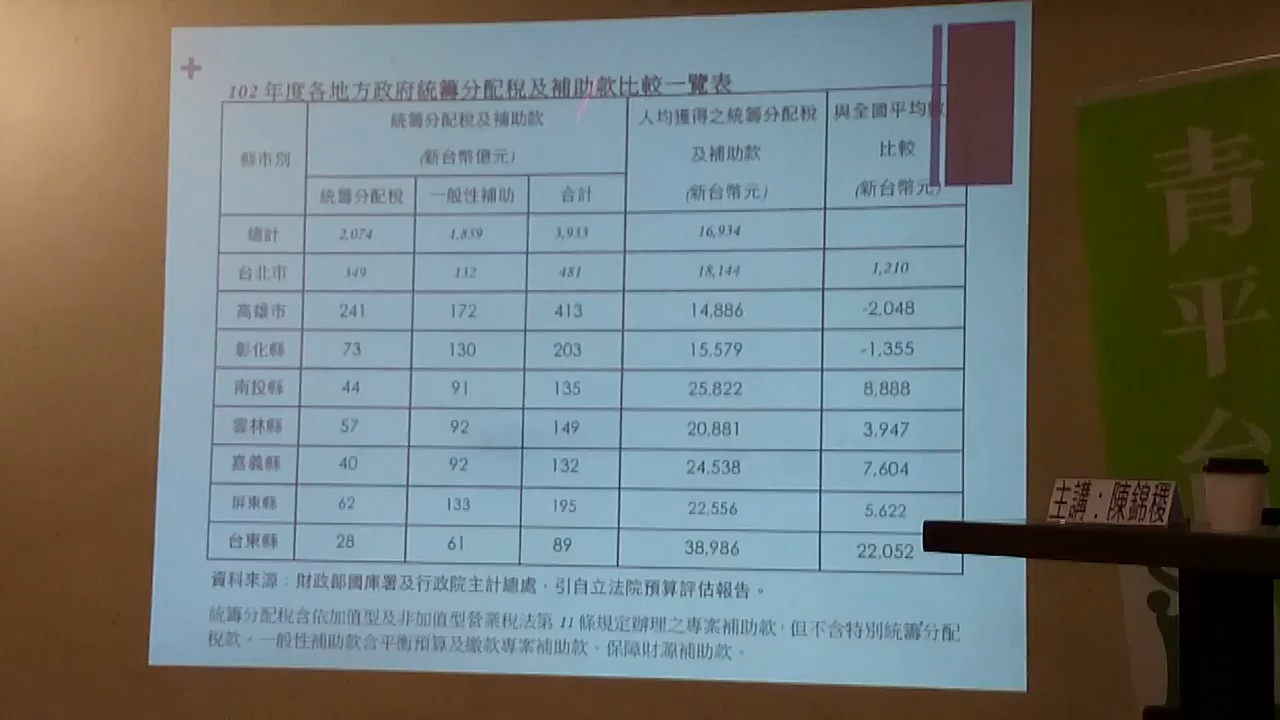 102 年度各地方政府統籌分配稅及補助款比較一覽表
縣市別 統籌分配稅及補助款 (新台幣億元) 人均獲得之統籌分配稅及補助款 (新台幣元) 與全國平均數比較 (新台幣元)
統籌分配稅 一般性補助 合計
總計 2,074 1,859 3,933 16,934
台北市 349 132 481 18,144 1,210
高雄市 241 172 413 14,886 -2,048
彰化縣 73 130 203 15,579 -1,355
南投縣 44 91 135 25,822 8,888
雲林縣 57 92 149 20,881 3,947
嘉義縣 40 92 132 24,538 7,604
屏東縣 62 133 195 22,556 5,622
台東縣 28 61 89 38,986 22,052
資料來源：財政部國庫署及行政院主計總處，引自立法院預算評估報告。
統籌分配稅含依加值型及非加值型營業稅法第 11 條規定辦理之專案補助款，但不含特別統籌分配
稅款。一般性補助款含平衡預算及繳款專案補助款、保障財源補助款。
青平台
主講：陳錦稷